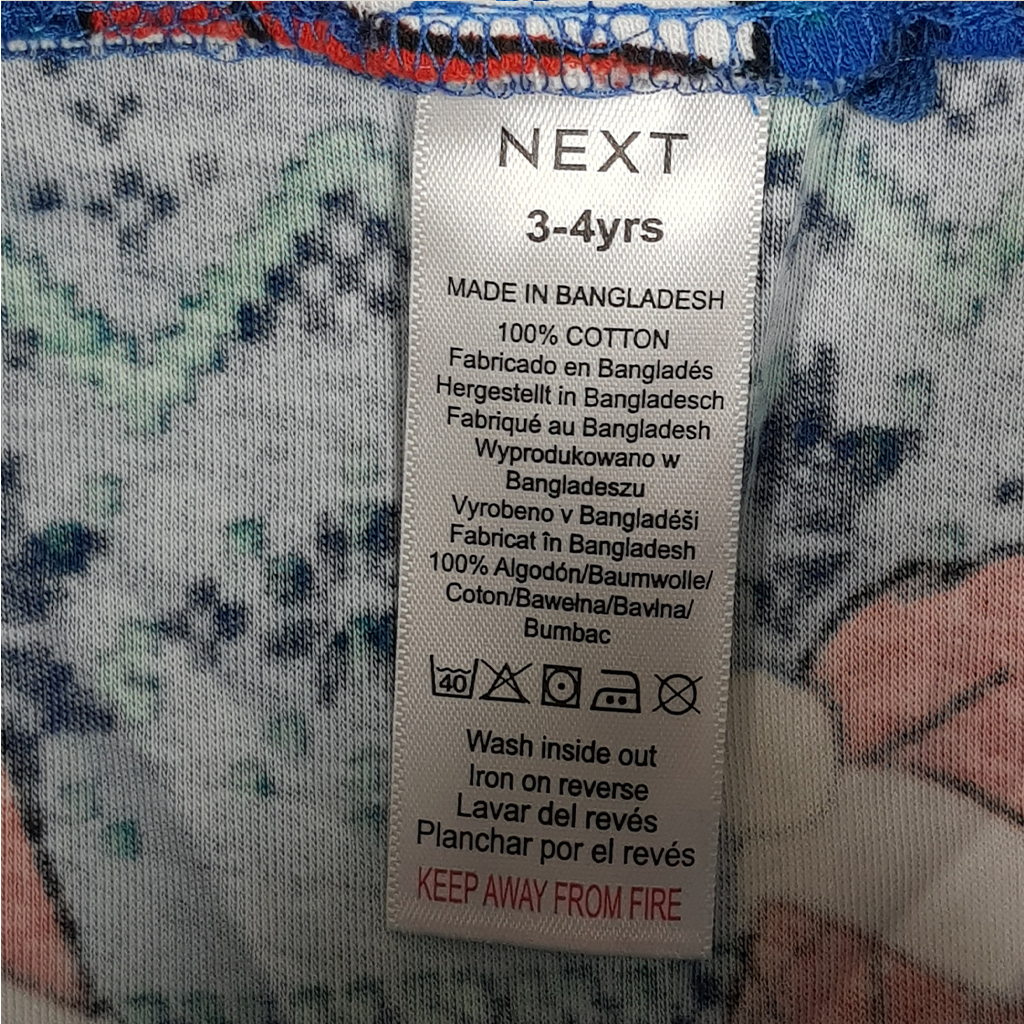 NEXT
3-4yrs
MADE IN BANGLADESH
100% COTTON
Fabricado en Bangladés
Hergestellt in Bangladesch
Fabriqué au Bangladesh
Wyprodukowano w
Bangladeszu
Vyrobeno v Bangladéši
Fabricat în Bangladesh
100% Algodón/Baumwolle/
Coton/Bawełna/Bavlna/
Bumbac
40
Wash inside out
Iron on reverse
Lavar del revés
Planchar por el revés
KEEP AWAY FROM FIRE